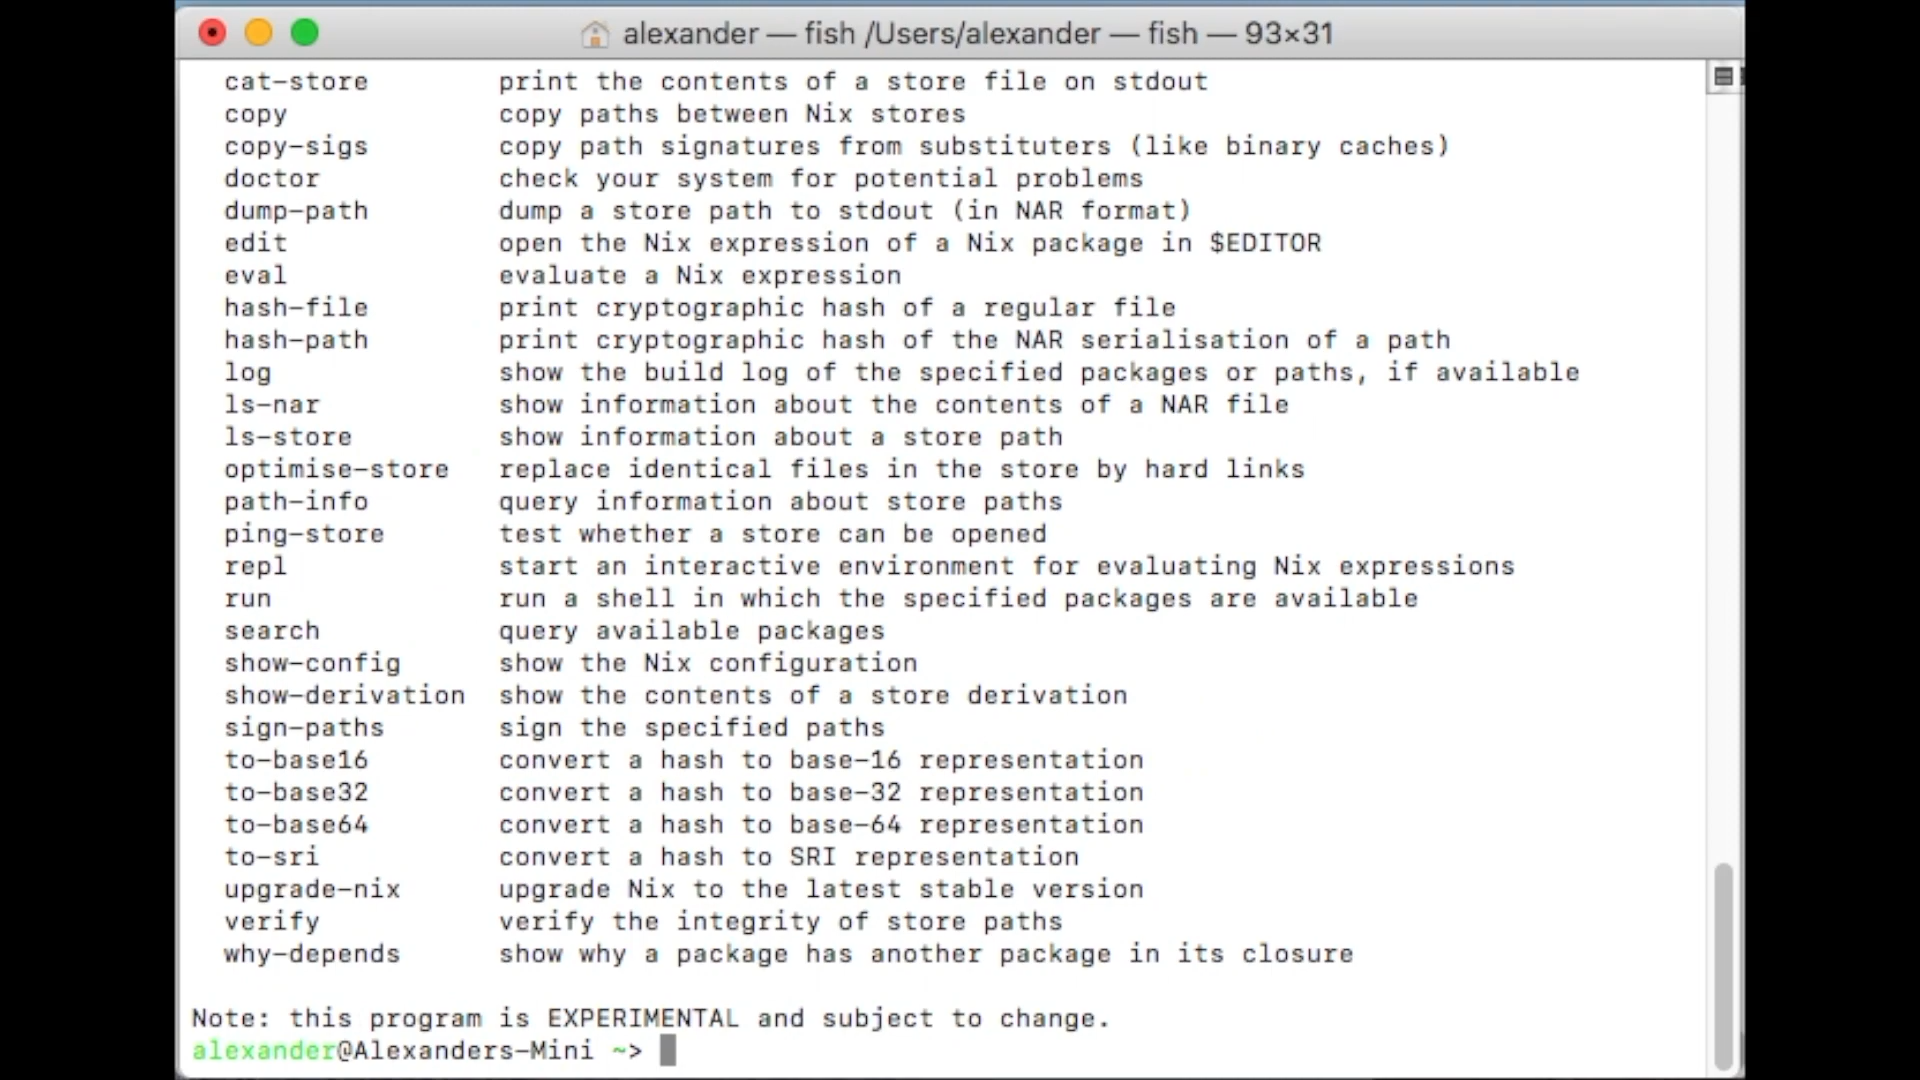 alexander — fish /Users/alexander — fish — 93×31
cat-store print the contents of a store file on stdout
copy copy paths between Nix stores
copy-sigs copy path signatures from substituters (like binary caches)
doctor check your system for potential problems
dump-path dump a store path to stdout (in NAR format)
edit open the Nix expression of a Nix package in $EDITOR
eval evaluate a Nix expression
hash-file print cryptographic hash of a regular file
hash-path print cryptographic hash of the NAR serialisation of a path
log show the build log of the specified packages or paths, if available
ls-nar show information about the contents of a NAR file
ls-store show information about a store path
optimise-store replace identical files in the store by hard links
path-info query information about store paths
ping-store test whether a store can be opened
repl start an interactive environment for evaluating Nix expressions
run run a shell in which the specified packages are available
search query available packages
show-config show the Nix configuration
show-derivation show the contents of a store derivation
sign-paths sign the specified paths
to-base16 convert a hash to base-16 representation
to-base32 convert a hash to base-32 representation
to-base64 convert a hash to base-64 representation
to-sri convert a hash to SRI representation
upgrade-nix upgrade Nix to the latest stable version
verify verify the integrity of store paths
why-depends show why a package has another package in its closure
Note: this program is EXPERIMENTAL and subject to change.
alexander@Alexanders-Mini ~>